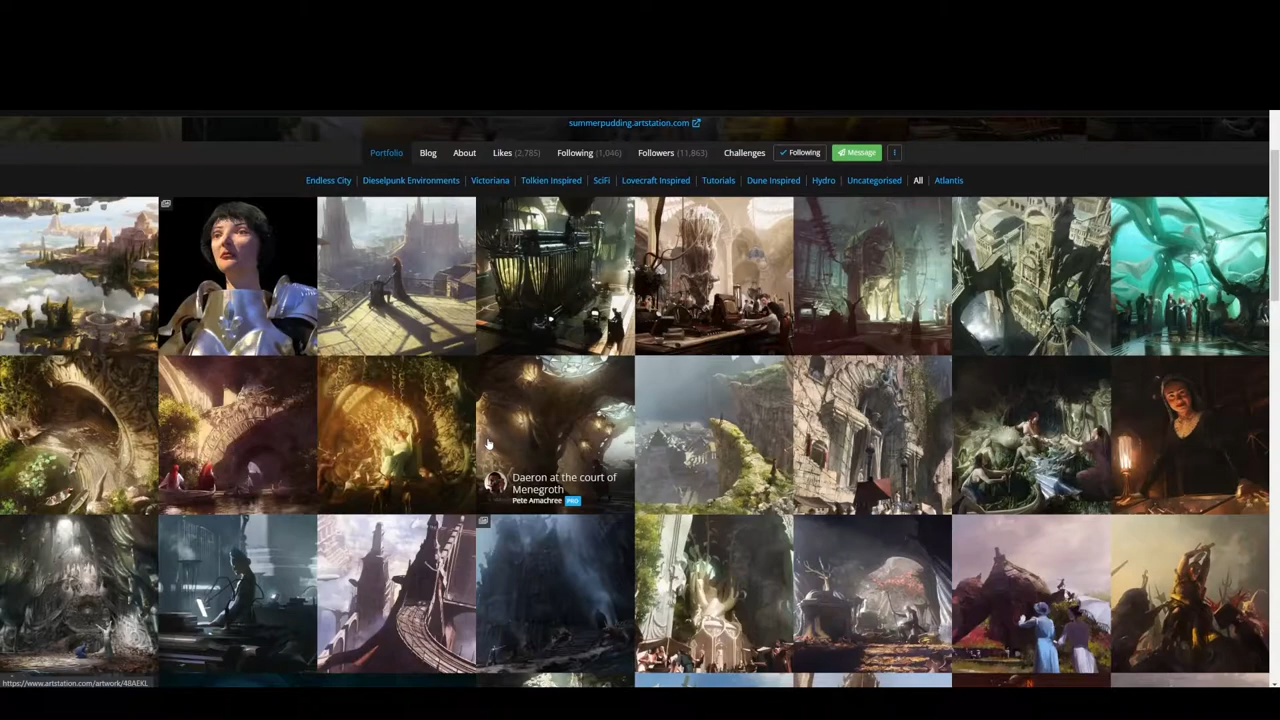 summerpudding.artstation.com
Portfolio Blog About Likes (2,785) Following (1,046) Followers (11,863) Challenges Following Message
Endless City | Dieselpunk Environments | Victoriana | Tolkien Inspired | SciFi | Lovecraft Inspired | Tutorials | Dune Inspired | Hydro | Uncategorised | All | Atlantis
Daeron at the court of
Menegroth
Pete Amachree PRO
https://www.artstation.com/artwork/48AEKL